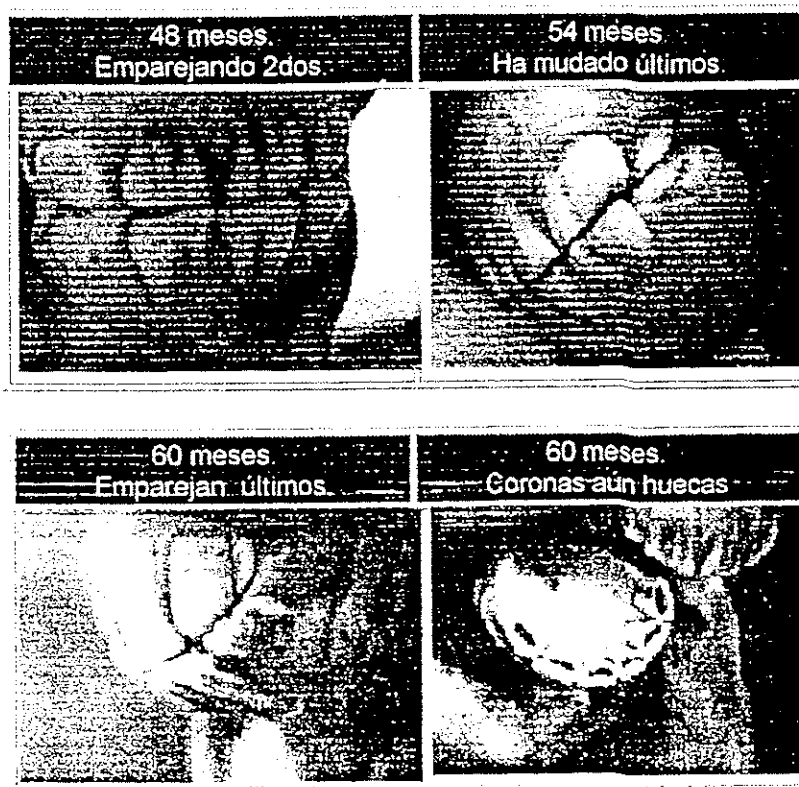 48 meses.
Emparejando 2dos.
54 meses
Ha mudado últimos.
60 meses.
Emparejan últimos.
60 meses.
Coronas aún huecas